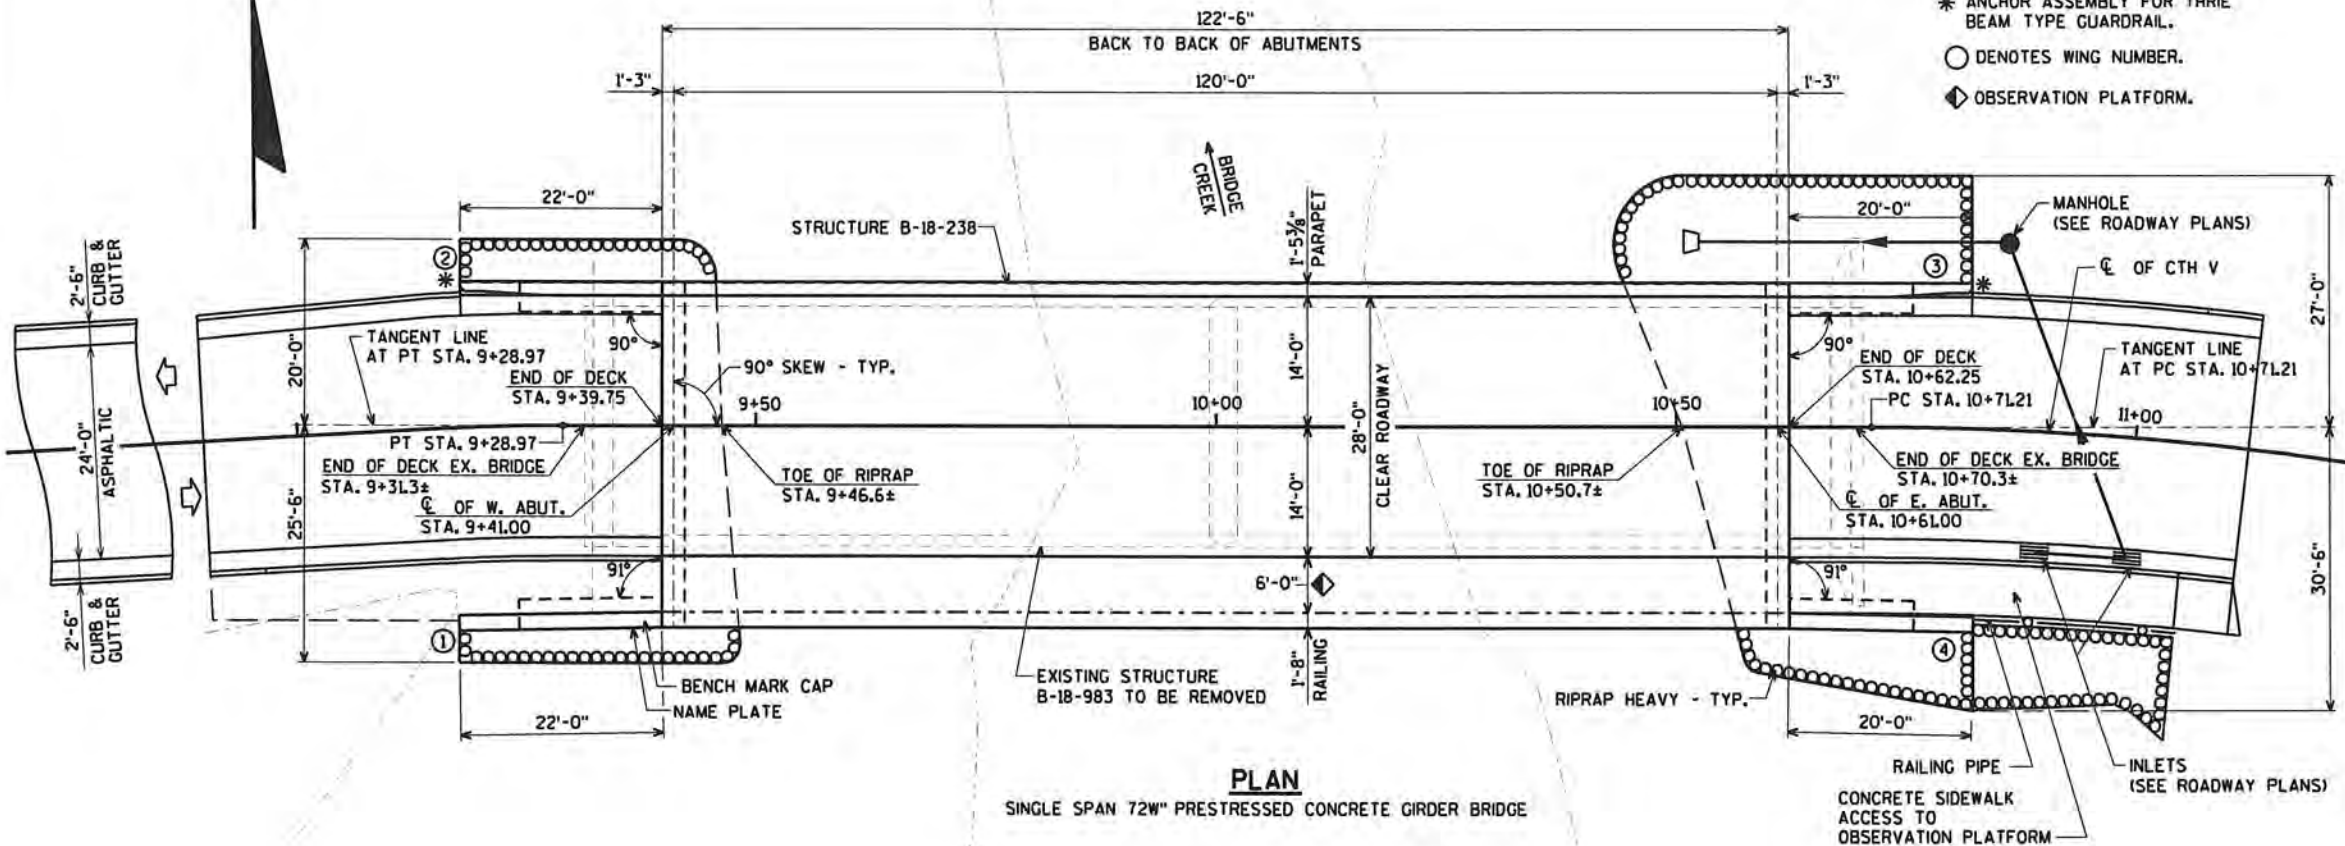 * ANCHOR ASSEMBLY FOR THRIE
BEAM TYPE GUARDRAIL.
○ DENOTES WING NUMBER.
OBSERVATION PLATFORM.
122'-6"
BACK TO BACK OF ABUTMENTS
1'-3"
120'-0"
1'-3"
BRIDGE
CREEK
22'-0"
STRUCTURE B-18-238
1'-5⅜"
PARAPET
20'-0"
MANHOLE
(SEE ROADWAY PLANS)
℄ OF CTH V
2
*
3
*
2'-6"
CURB &
GUTTER
24'-0"
ASPHALTIC
2'-6"
CURB &
GUTTER
20'-0"
25'-6"
TANGENT LINE
AT PT STA. 9+28.97
90°
END OF DECK
STA. 9+39.75
90° SKEW - TYP.
9+50
10+00
14'-0"
28'-0"
CLEAR ROADWAY
14'-0"
10+50
90°
END OF DECK
STA. 10+62.25
PC STA. 10+71.21
TANGENT LINE
AT PC STA. 10+71.21
11+00
27'-0"
30'-6"
PT STA. 9+28.97
END OF DECK EX. BRIDGE
STA. 9+31.3±
℄ OF W. ABUT.
STA. 9+41.00
TOE OF RIPRAP
STA. 9+46.6±
TOE OF RIPRAP
STA. 10+50.7±
END OF DECK EX. BRIDGE
STA. 10+70.3±
℄ OF E. ABUT.
STA. 10+61.00
91°
6'-0"
91°
1
4
BENCH MARK CAP
NAME PLATE
22'-0"
EXISTING STRUCTURE
B-18-983 TO BE REMOVED
1'-8"
RAILING
RIPRAP HEAVY - TYP.
20'-0"
RAILING PIPE
INLETS
(SEE ROADWAY PLANS)
CONCRETE SIDEWALK
ACCESS TO
OBSERVATION PLATFORM
PLAN
SINGLE SPAN 72W" PRESTRESSED CONCRETE GIRDER BRIDGE